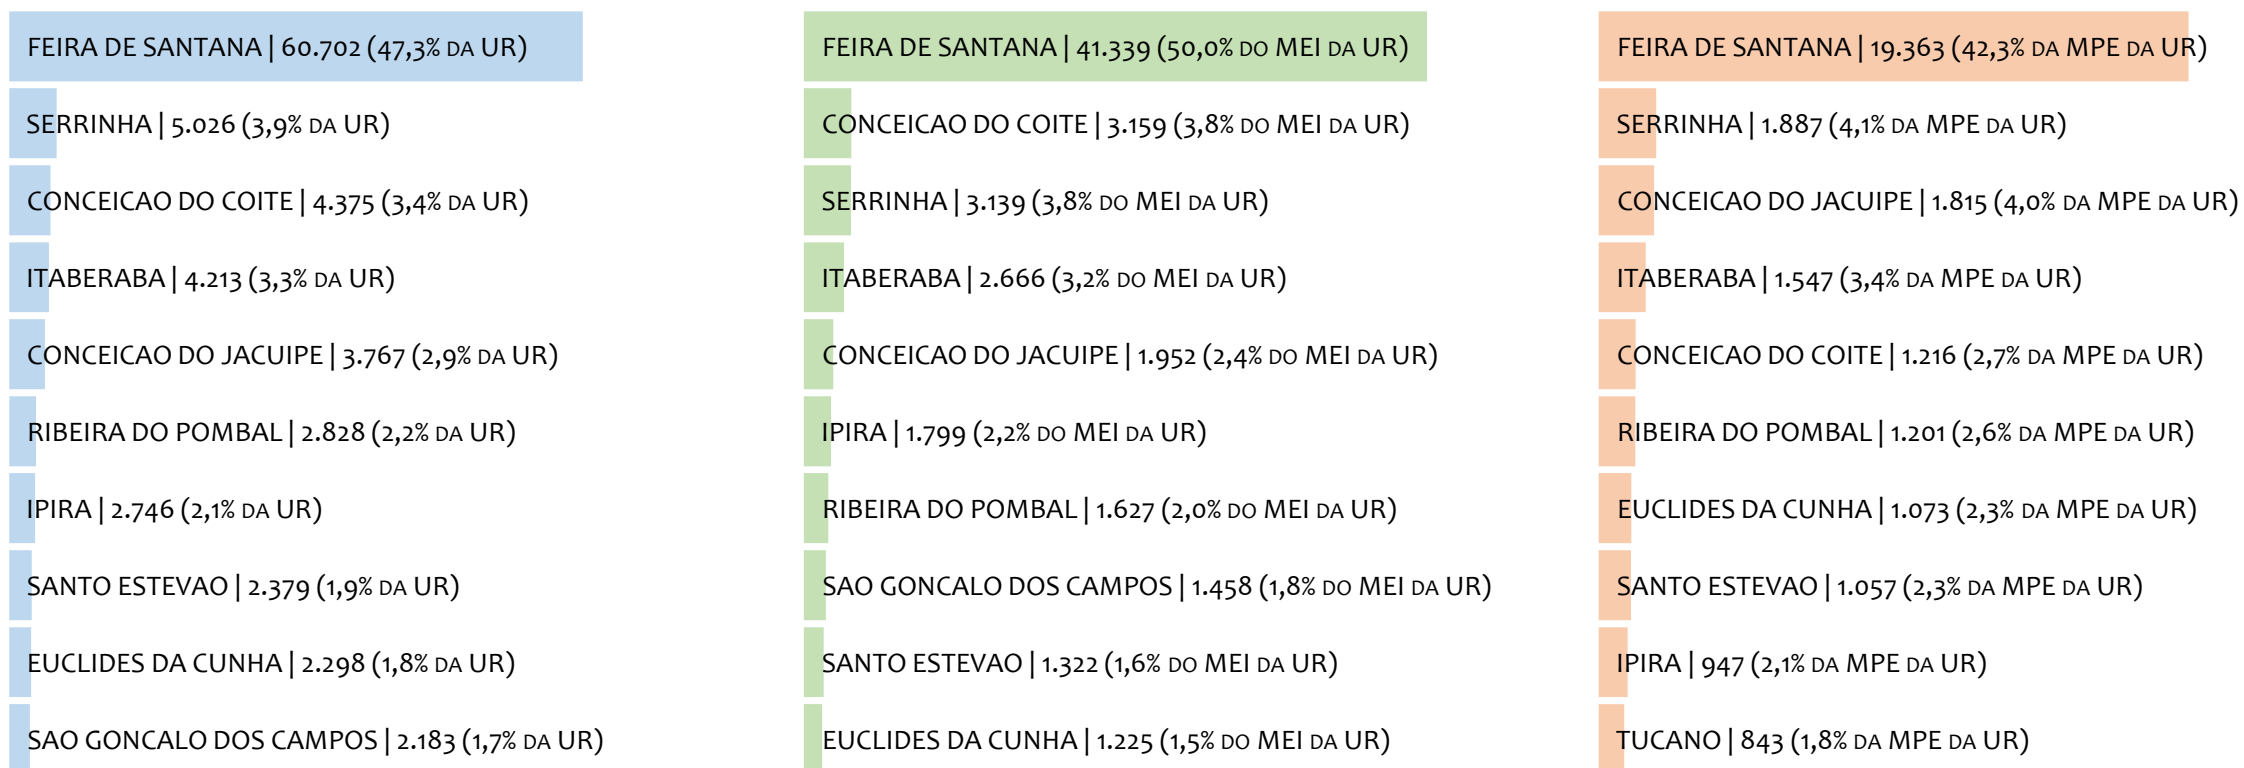 FEIRA DE SANTANA | 60.702 (47,3% DA UR)
SERRINHA | 5.026 (3,9% DA UR)
CONCEICAO DO COITE | 4.375 (3,4% DA UR)
ITABERABA | 4.213 (3,3% DA UR)
CONCEICAO DO JACUIPE | 3.767 (2,9% DA UR)
RIBEIRA DO POMBAL | 2.828 (2,2% DA UR)
IPIRA | 2.746 (2,1% DA UR)
SANTO ESTEVAO | 2.379 (1,9% DA UR)
EUCLIDES DA CUNHA | 2.298 (1,8% DA UR)
SAO GONCALO DOS CAMPOS | 2.183 (1,7% DA UR)
FEIRA DE SANTANA | 41.339 (50,0% DO MEI DA UR)
CONCEICAO DO COITE | 3.159 (3,8% DO MEI DA UR)
SERRINHA | 3.139 (3,8% DO MEI DA UR)
ITABERABA | 2.666 (3,2% DO MEI DA UR)
CONCEICAO DO JACUIPE | 1.952 (2,4% DO MEI DA UR)
IPIRA | 1.799 (2,2% DO MEI DA UR)
RIBEIRA DO POMBAL | 1.627 (2,0% DO MEI DA UR)
SAO GONCALO DOS CAMPOS | 1.458 (1,8% DO MEI DA UR)
SANTO ESTEVAO | 1.322 (1,6% DO MEI DA UR)
EUCLIDES DA CUNHA | 1.225 (1,5% DO MEI DA UR)
FEIRA DE SANTANA | 19.363 (42,3% DA MPE DA UR)
SERRINHA | 1.887 (4,1% DA MPE DA UR)
CONCEICAO DO JACUIPE | 1.815 (4,0% DA MPE DA UR)
ITABERABA | 1.547 (3,4% DA MPE DA UR)
CONCEICAO DO COITE | 1.216 (2,7% DA MPE DA UR)
RIBEIRA DO POMBAL | 1.201 (2,6% DA MPE DA UR)
EUCLIDES DA CUNHA | 1.073 (2,3% DA MPE DA UR)
SANTO ESTEVAO | 1.057 (2,3% DA MPE DA UR)
IPIRA | 947 (2,1% DA MPE DA UR)
TUCANO | 843 (1,8% DA MPE DA UR)